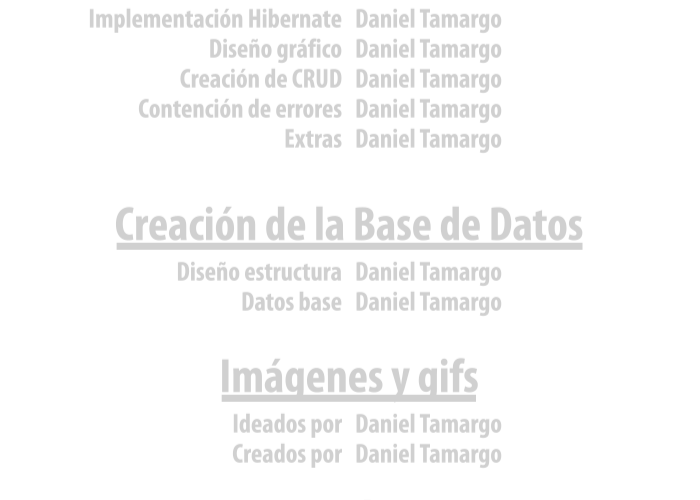 Implementación Hibernate Daniel Tamargo
Diseño gráfico Daniel Tamargo
Creación de CRUD Daniel Tamargo
Contención de errores Daniel Tamargo
Extras Daniel Tamargo
Creación de la Base de Datos
Diseño estructura Daniel Tamargo
Datos base Daniel Tamargo
Imágenes y gifs
Ideados por Daniel Tamargo
Creados por Daniel Tamargo